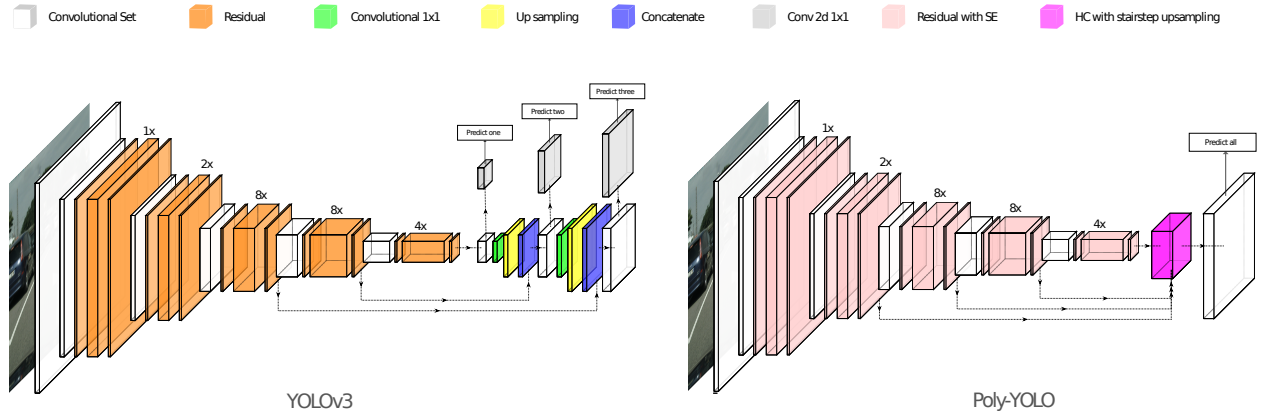 Convolutional Set
Residual
Convolutional 1x1
Up sampling
Concatenate
Conv 2d 1x1
Residual with SE
HC with stairstep upsampling
1x
2x
8x
8x
4x
Predict one
Predict two
Predict three
YOLOv3
1x
2x
8x
8x
4x
Predict all
Poly-YOLO